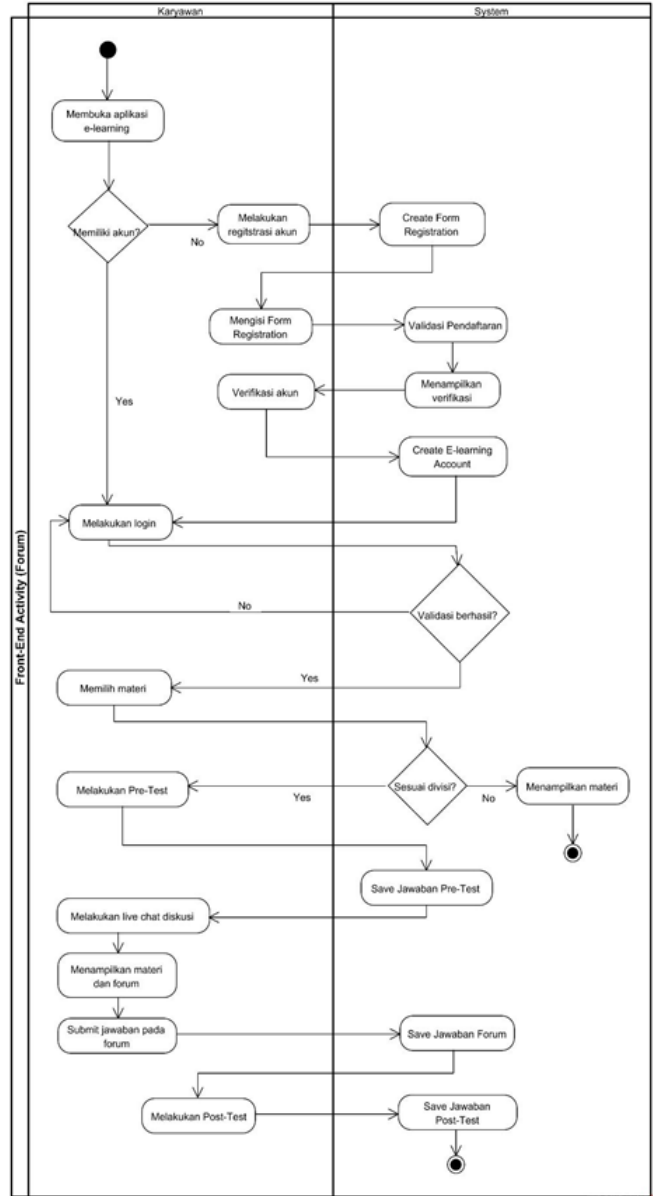 Karyawan
System
Front-End Activity (Forum)
Membuka aplikasi
e-learning
Memiliki akun?
No
Melakukan
regitstrasi akun
Create Form
Registration
Mengisi Form
Registration
Validasi Pendaftaran
Yes
Verifikasi akun
Menampilkan
verifikasi
Create E-learning
Account
Melakukan login
No
Validasi berhasil?
Yes
Memilih materi
Melakukan Pre-Test
Yes
Sesuai divisi?
No
Menampilkan materi
Save Jawaban Pre-Test
Melakukan live chat diskusi
Menampilkan materi
dan forum
Submit jawaban pada
forum
Save Jawaban Forum
Melakukan Post-Test
Save Jawaban
Post-Test